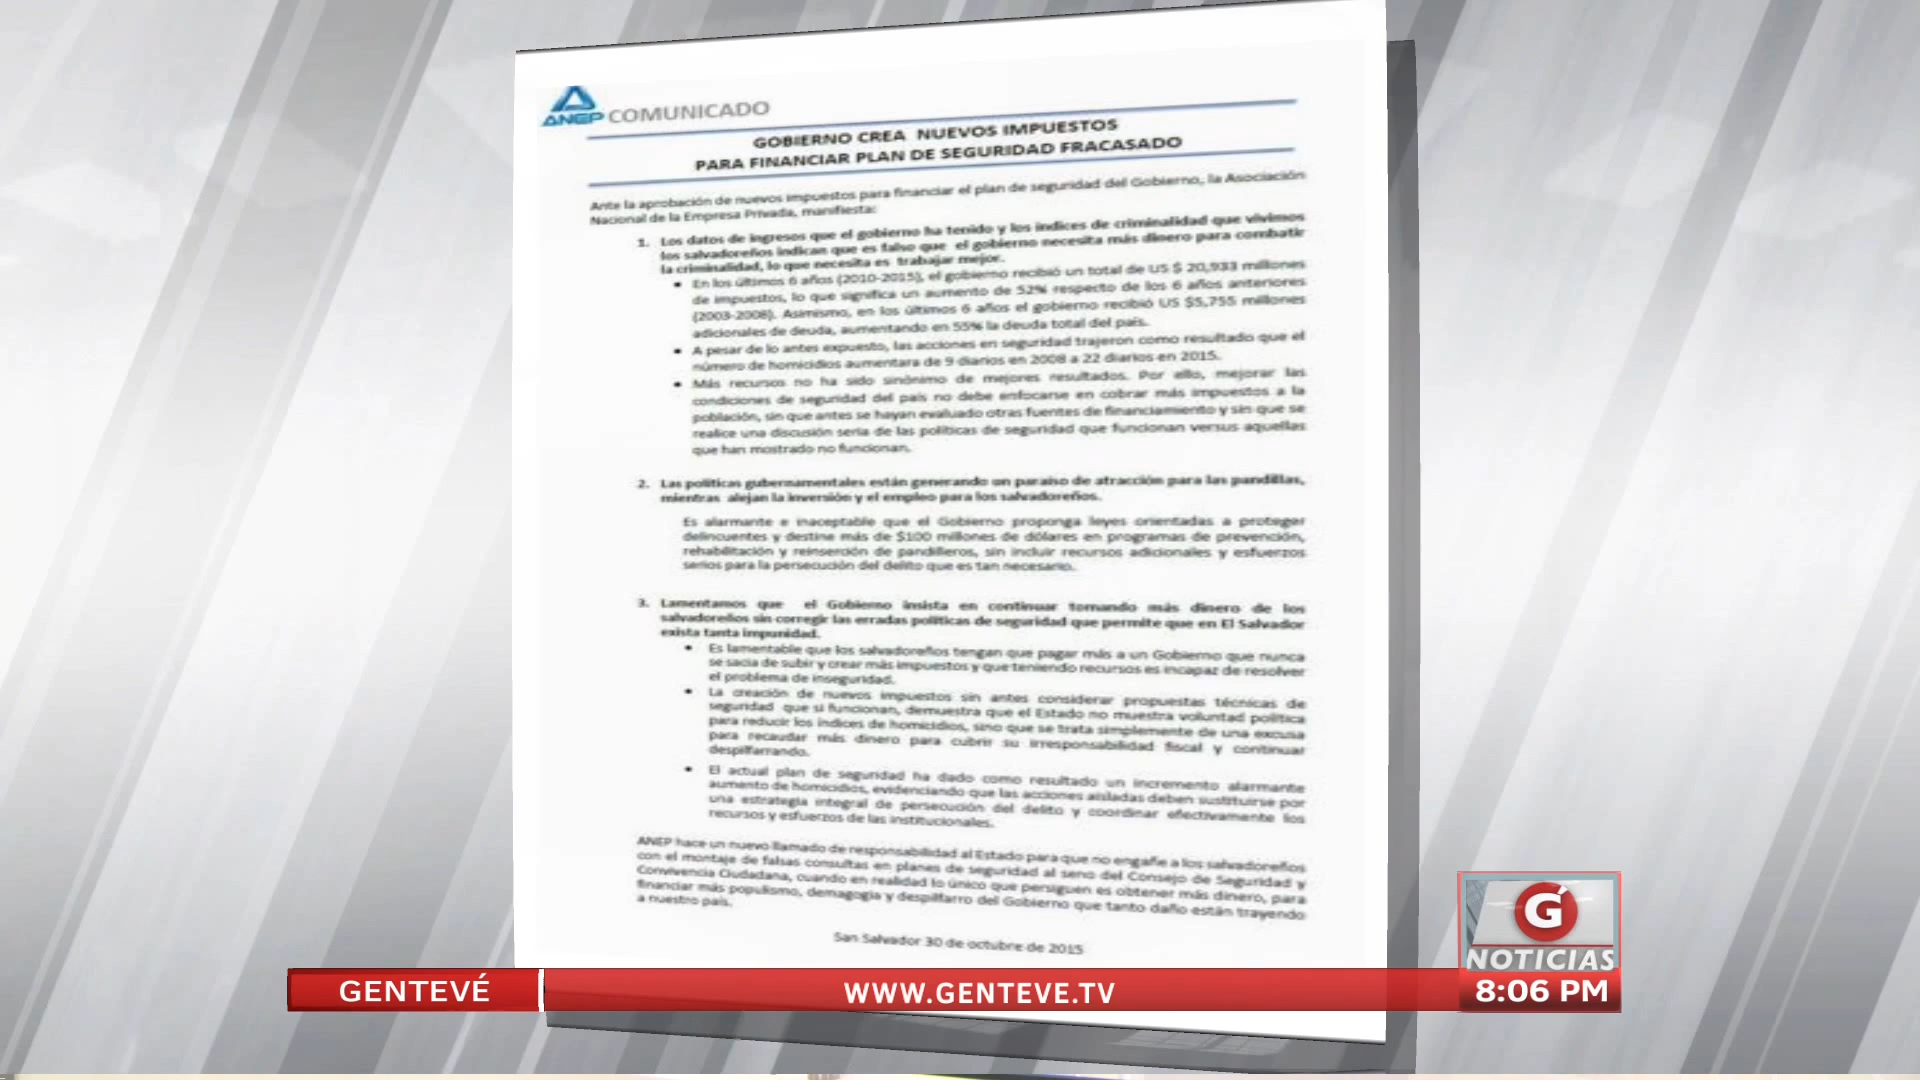 ANEP COMUNICADO
GOBIERNO CREA NUEVOS IMPUESTOS
PARA FINANCIAR PLAN DE SEGURIDAD FRACASADO
Ante la aprobación de nuevos impuestos para financiar el plan de seguridad del Gobierno, la Asociación
Nacional de la Empresa Privada, manifiesta:
1. Los datos de ingresos que el gobierno ha tenido y los índices de criminalidad que vivimos
los salvadoreños indican que es falso que el gobierno necesita más dinero para combatir
la criminalidad, lo que necesita es trabajar mejor.
• En los últimos 6 años (2010-2015), el gobierno recibió un total de US $ 20,933 millones
de impuestos, lo que significa un aumento de 52% respecto de los 6 años anteriores
(2003-2008). Asimismo, en los últimos 6 años el gobierno recibió US $5,755 millones
adicionales de deuda, aumentando en 55% la deuda total del país.
• A pesar de lo antes expuesto, las acciones en seguridad trajeron como resultado que el
número de homicidios aumentara de 9 diarios en 2008 a 22 diarios en 2015.
• Más recursos no ha sido sinónimo de mejores resultados. Por ello, mejorar las
condiciones de seguridad del país no debe enfocarse en cobrar más impuestos a la
población, sin que antes se hayan evaluado otras fuentes de financiamiento y sin que se
realice una discusión seria de las políticas de seguridad que funcionan versus aquellas
que han mostrado no funcionan.
2. Las políticas gubernamentales están generando un paraíso de atracción para las pandillas,
mientras alejan la inversión y el empleo para los salvadoreños.
Es alarmante e inaceptable que el Gobierno proponga leyes orientadas a proteger
delincuentes y destine más de $100 millones de dólares en programas de prevención,
rehabilitación y reinserción de pandilleros, sin incluir recursos adicionales y esfuerzos
serios para la persecución del delito que es tan necesario.
3. Lamentamos que el Gobierno insista en continuar tomando más dinero de los
salvadoreños sin corregir las erradas políticas de seguridad que permite que en El Salvador
exista tanta impunidad.
• Es lamentable que los salvadoreños tengan que pagar más a un Gobierno que nunca
se sacia de subir y crear más impuestos y que teniendo recursos es incapaz de resolver
el problema de inseguridad.
• La creación de nuevos impuestos sin antes considerar propuestas técnicas de
seguridad que si funcionan, demuestra que el Estado no muestra voluntad política
para reducir los índices de homicidios, sino que se trata simplemente de una excusa
para recaudar más dinero para cubrir su irresponsabilidad fiscal y continuar
despilfarrando.
• El actual plan de seguridad ha dado como resultado un incremento alarmante
aumento de homicidios, evidenciando que las acciones aisladas deben sustituirse por
una estrategia integral de persecución del delito y coordinar efectivamente los
recursos y esfuerzos de las institucionales.
ANEP hace un nuevo llamado de responsabilidad al Estado para que no engañe a los salvadoreños
con el montaje de falsas consultas en planes de seguridad al seno del Consejo de Seguridad y
Convivencia Ciudadana, cuando en realidad lo único que persiguen es obtener más dinero, para
financiar más populismo, demagogia y despilfarro del Gobierno que tanto daño están trayendo
a nuestro país.
San Salvador 30 de octubre de 2015
GENTEVÉ
WWW.GENTEVE.TV
Ǵ
NOTICIAS
8:06 PM